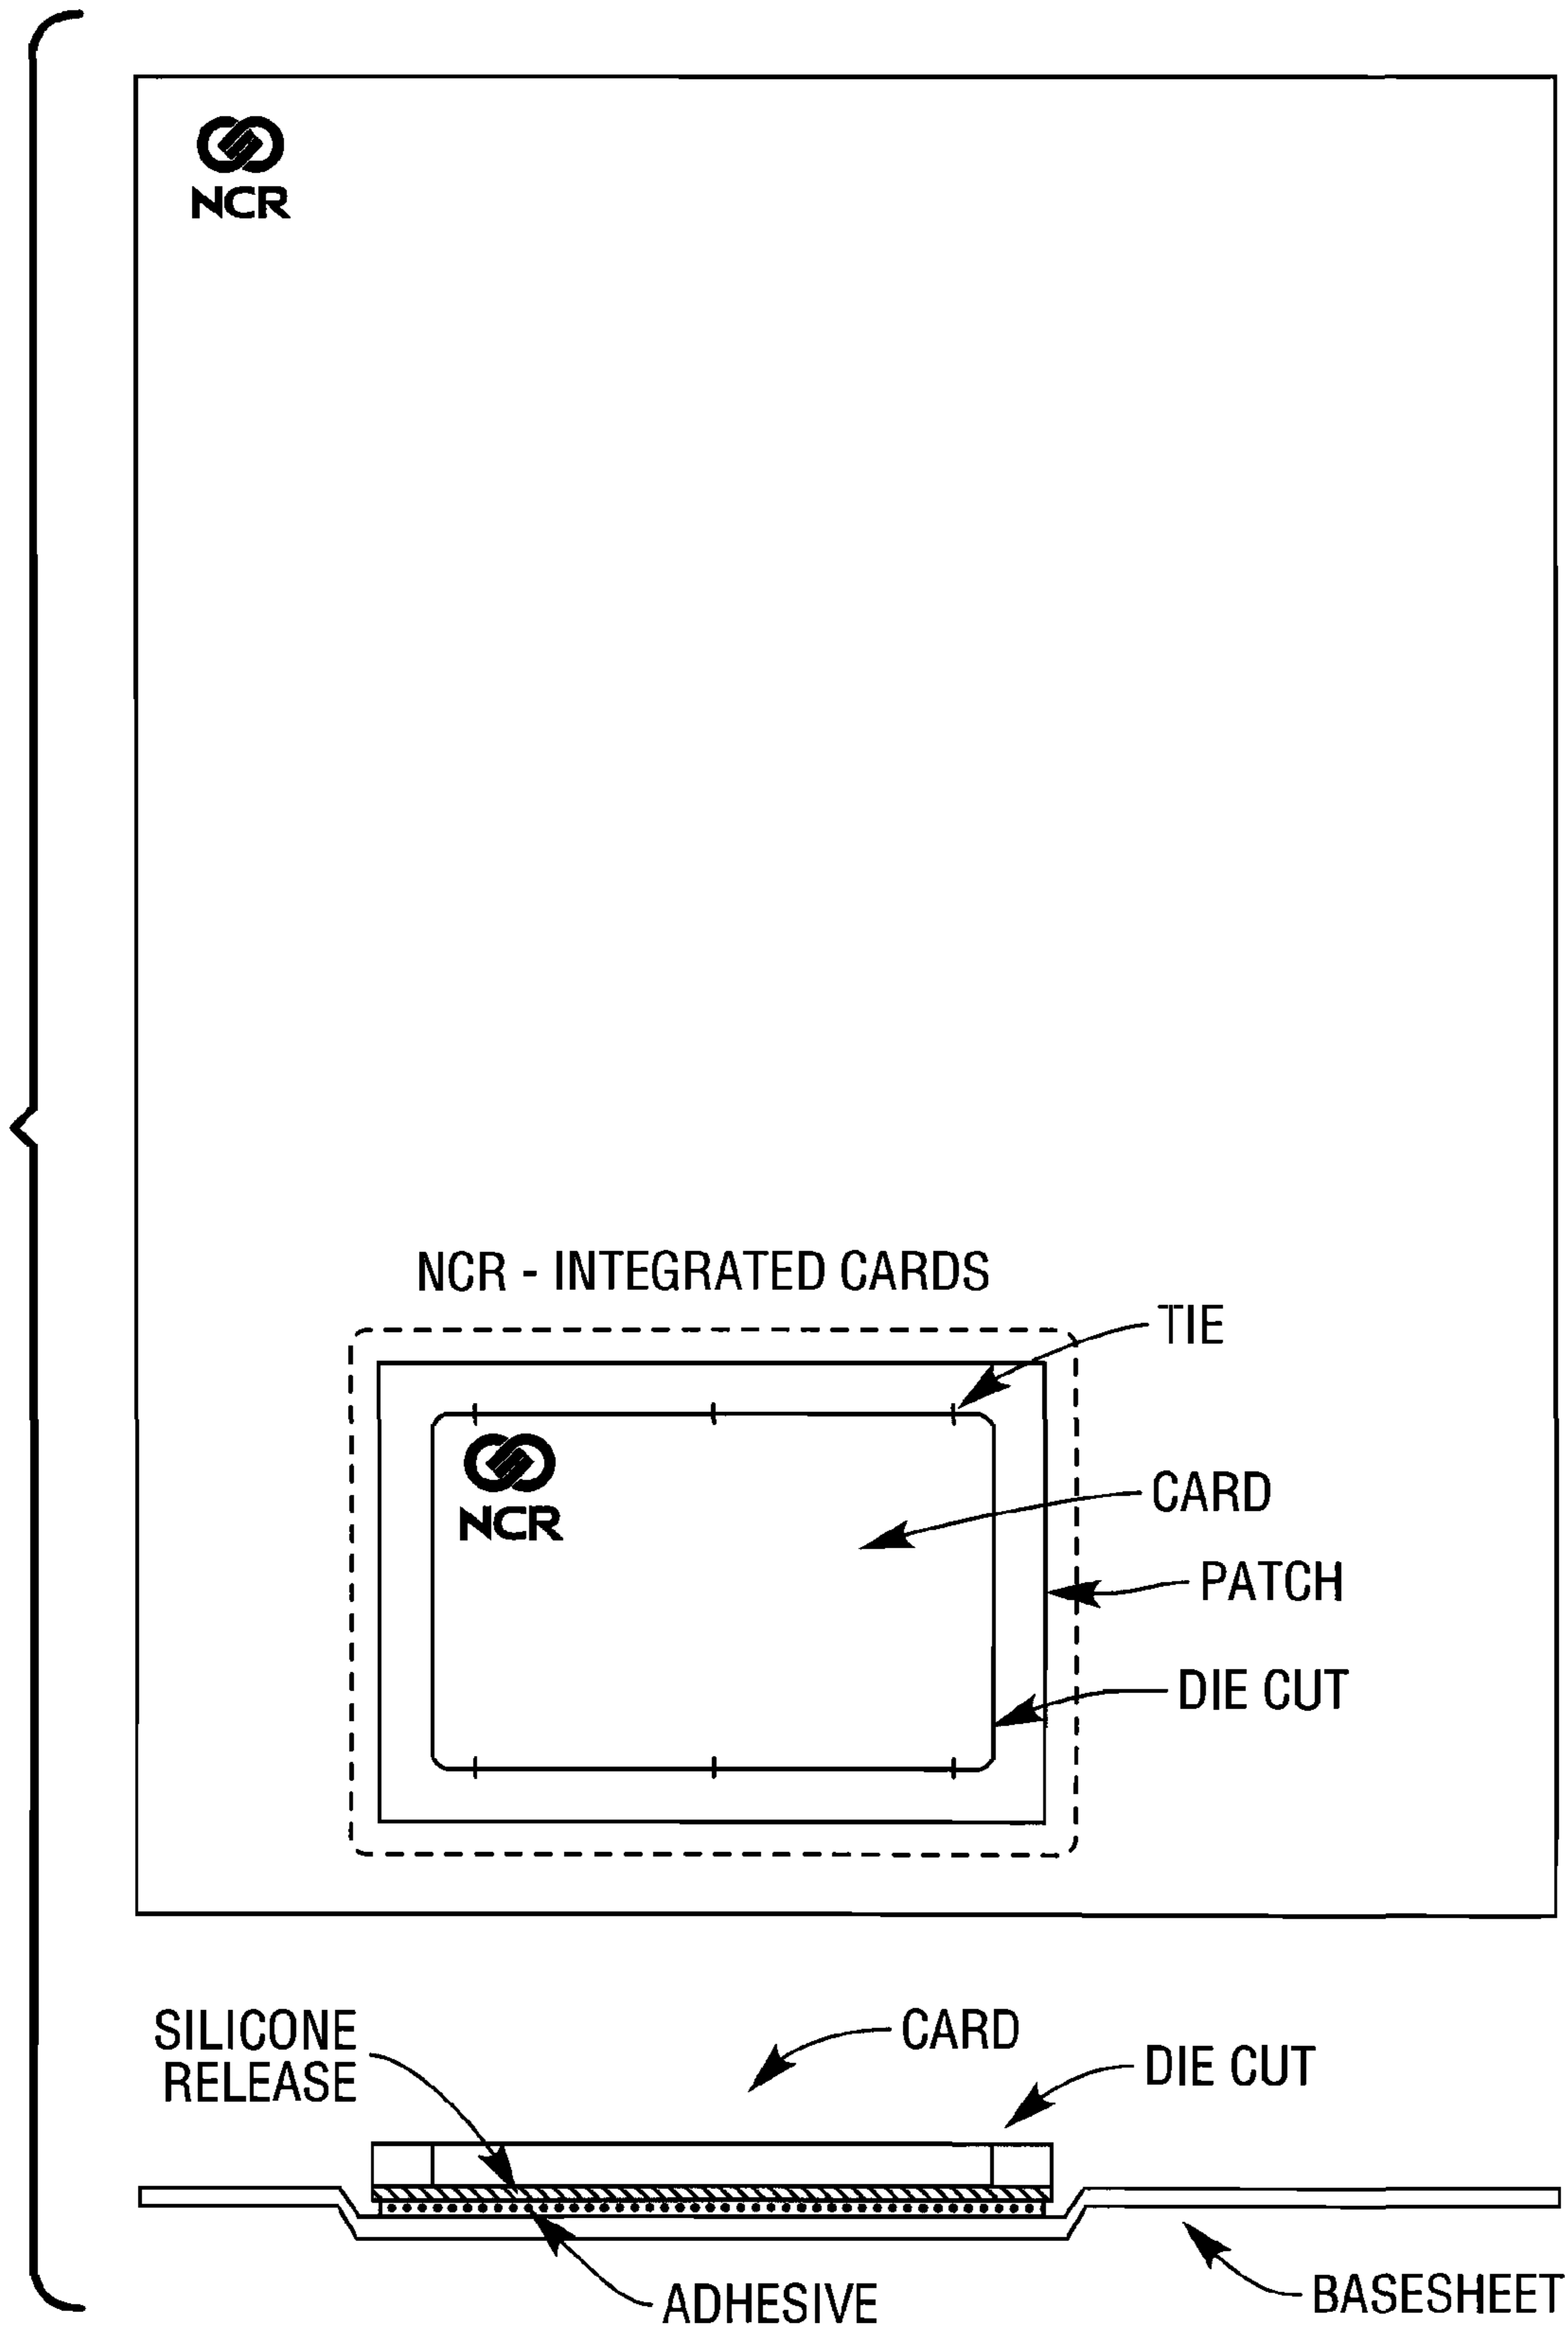 NCR
NCR - INTEGRATED CARDS
TIE
NCR
CARD
PATCH
DIE CUT
SILICONE
RELEASE
CARD
DIE CUT
ADHESIVE
BASESHEET